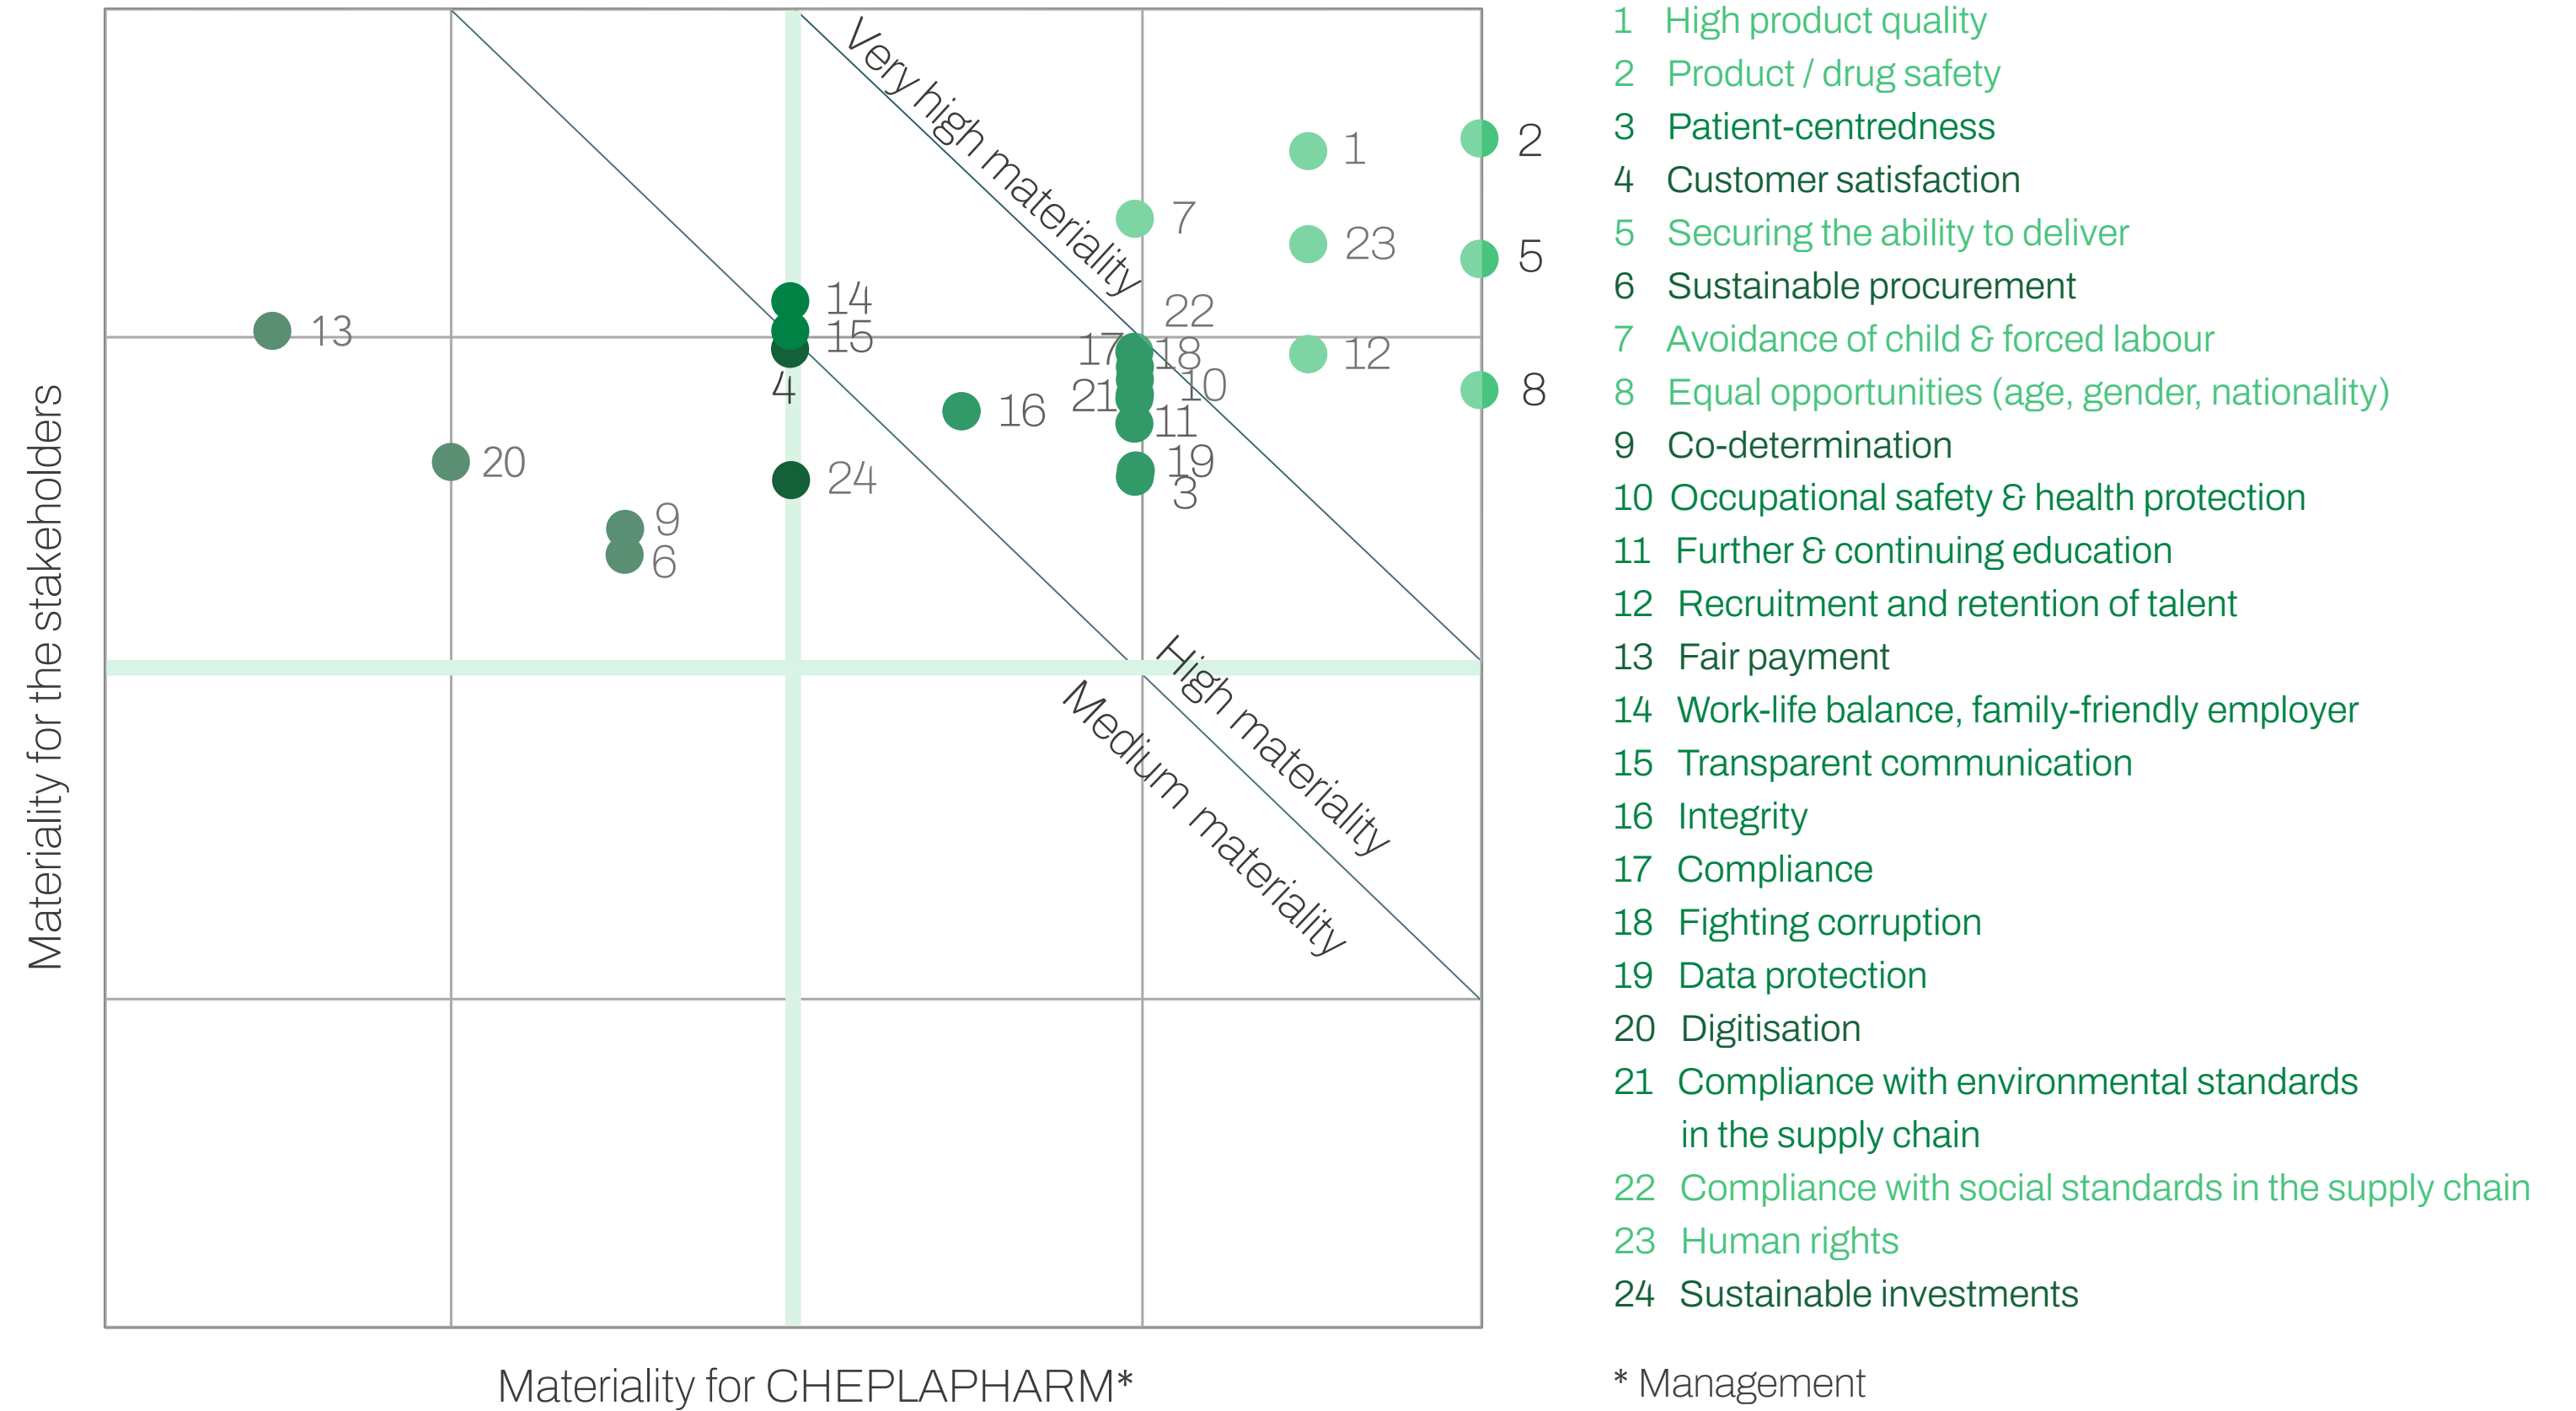 Materiality for the stakeholders
Very high materiality
High materiality
Medium materiality
1
2
7
23
5
14
22
13
15
17
18
12
4
21
10
8
16
11
20
24
19
3
9
6
Materiality for CHEPLAPHARM*
1 High product quality
2 Product / drug safety
3 Patient-centredness
4 Customer satisfaction
5 Securing the ability to deliver
6 Sustainable procurement
7 Avoidance of child & forced labour
8 Equal opportunities (age, gender, nationality)
9 Co-determination
10 Occupational safety & health protection
11 Further & continuing education
12 Recruitment and retention of talent
13 Fair payment
14 Work-life balance, family-friendly employer
15 Transparent communication
16 Integrity
17 Compliance
18 Fighting corruption
19 Data protection
20 Digitisation
21 Compliance with environmental standards
in the supply chain
22 Compliance with social standards in the supply chain
23 Human rights
24 Sustainable investments
* Management